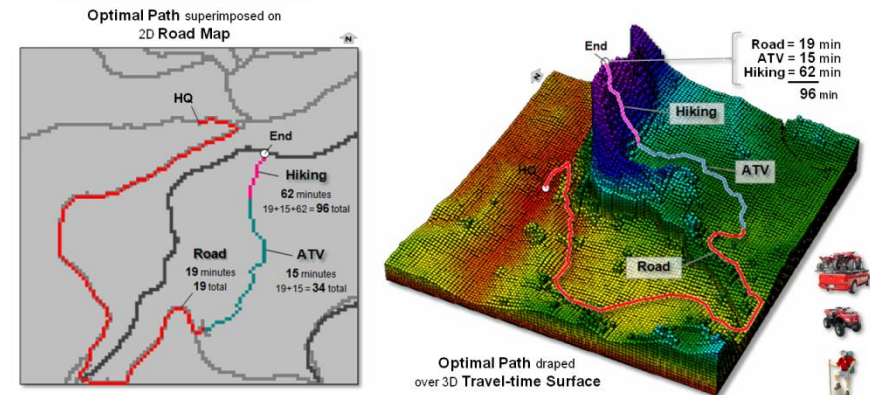 Optimal Path superimposed on
2D Road Map
N
HQ
End
Hiking
62 minutes
19+15+62 = 96 total
Road
19 minutes
19 total
ATV
15 minutes
19+15 = 34 total
End
Road = 19 min
ATV = 15 min
Hiking = 62 min
96 min
N
Hiking
HQ
ATV
Road
Optimal Path draped
over 3D Travel-time Surface